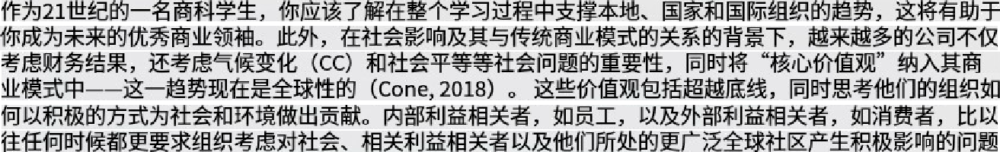 作为21世纪的一名商科学生，你应该了解在整个学习过程中支撑本地、国家和国际组织的趋势，这将有助于
你成为未来的优秀商业领袖。此外，在社会影响及其与传统商业模式的关系的背景下，越来越多的公司不仅
考虑财务结果，还考虑气候变化（CC）和社会平等等社会问题的重要性，同时将“核心价值观”纳入其商
业模式中——这一趋势现在是全球性的（Cone, 2018）。 这些价值观包括超越底线，同时思考他们的组织如
何以积极的方式为社会和环境做出贡献。内部利益相关者，如员工，以及外部利益相关者，如消费者，比以
往任何时候都更要求组织考虑对社会、相关利益相关者以及他们所处的更广泛全球社区产生积极影响的问题